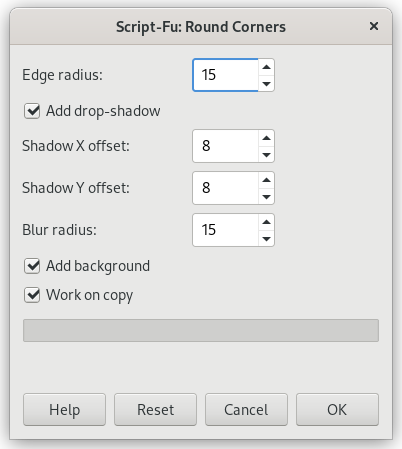 Script-Fu: Round Corners
Edge radius: 15
Add drop-shadow
Shadow X offset: 8
Shadow Y offset: 8
Blur radius: 15
Add background
Work on copy
Help Reset Cancel OK